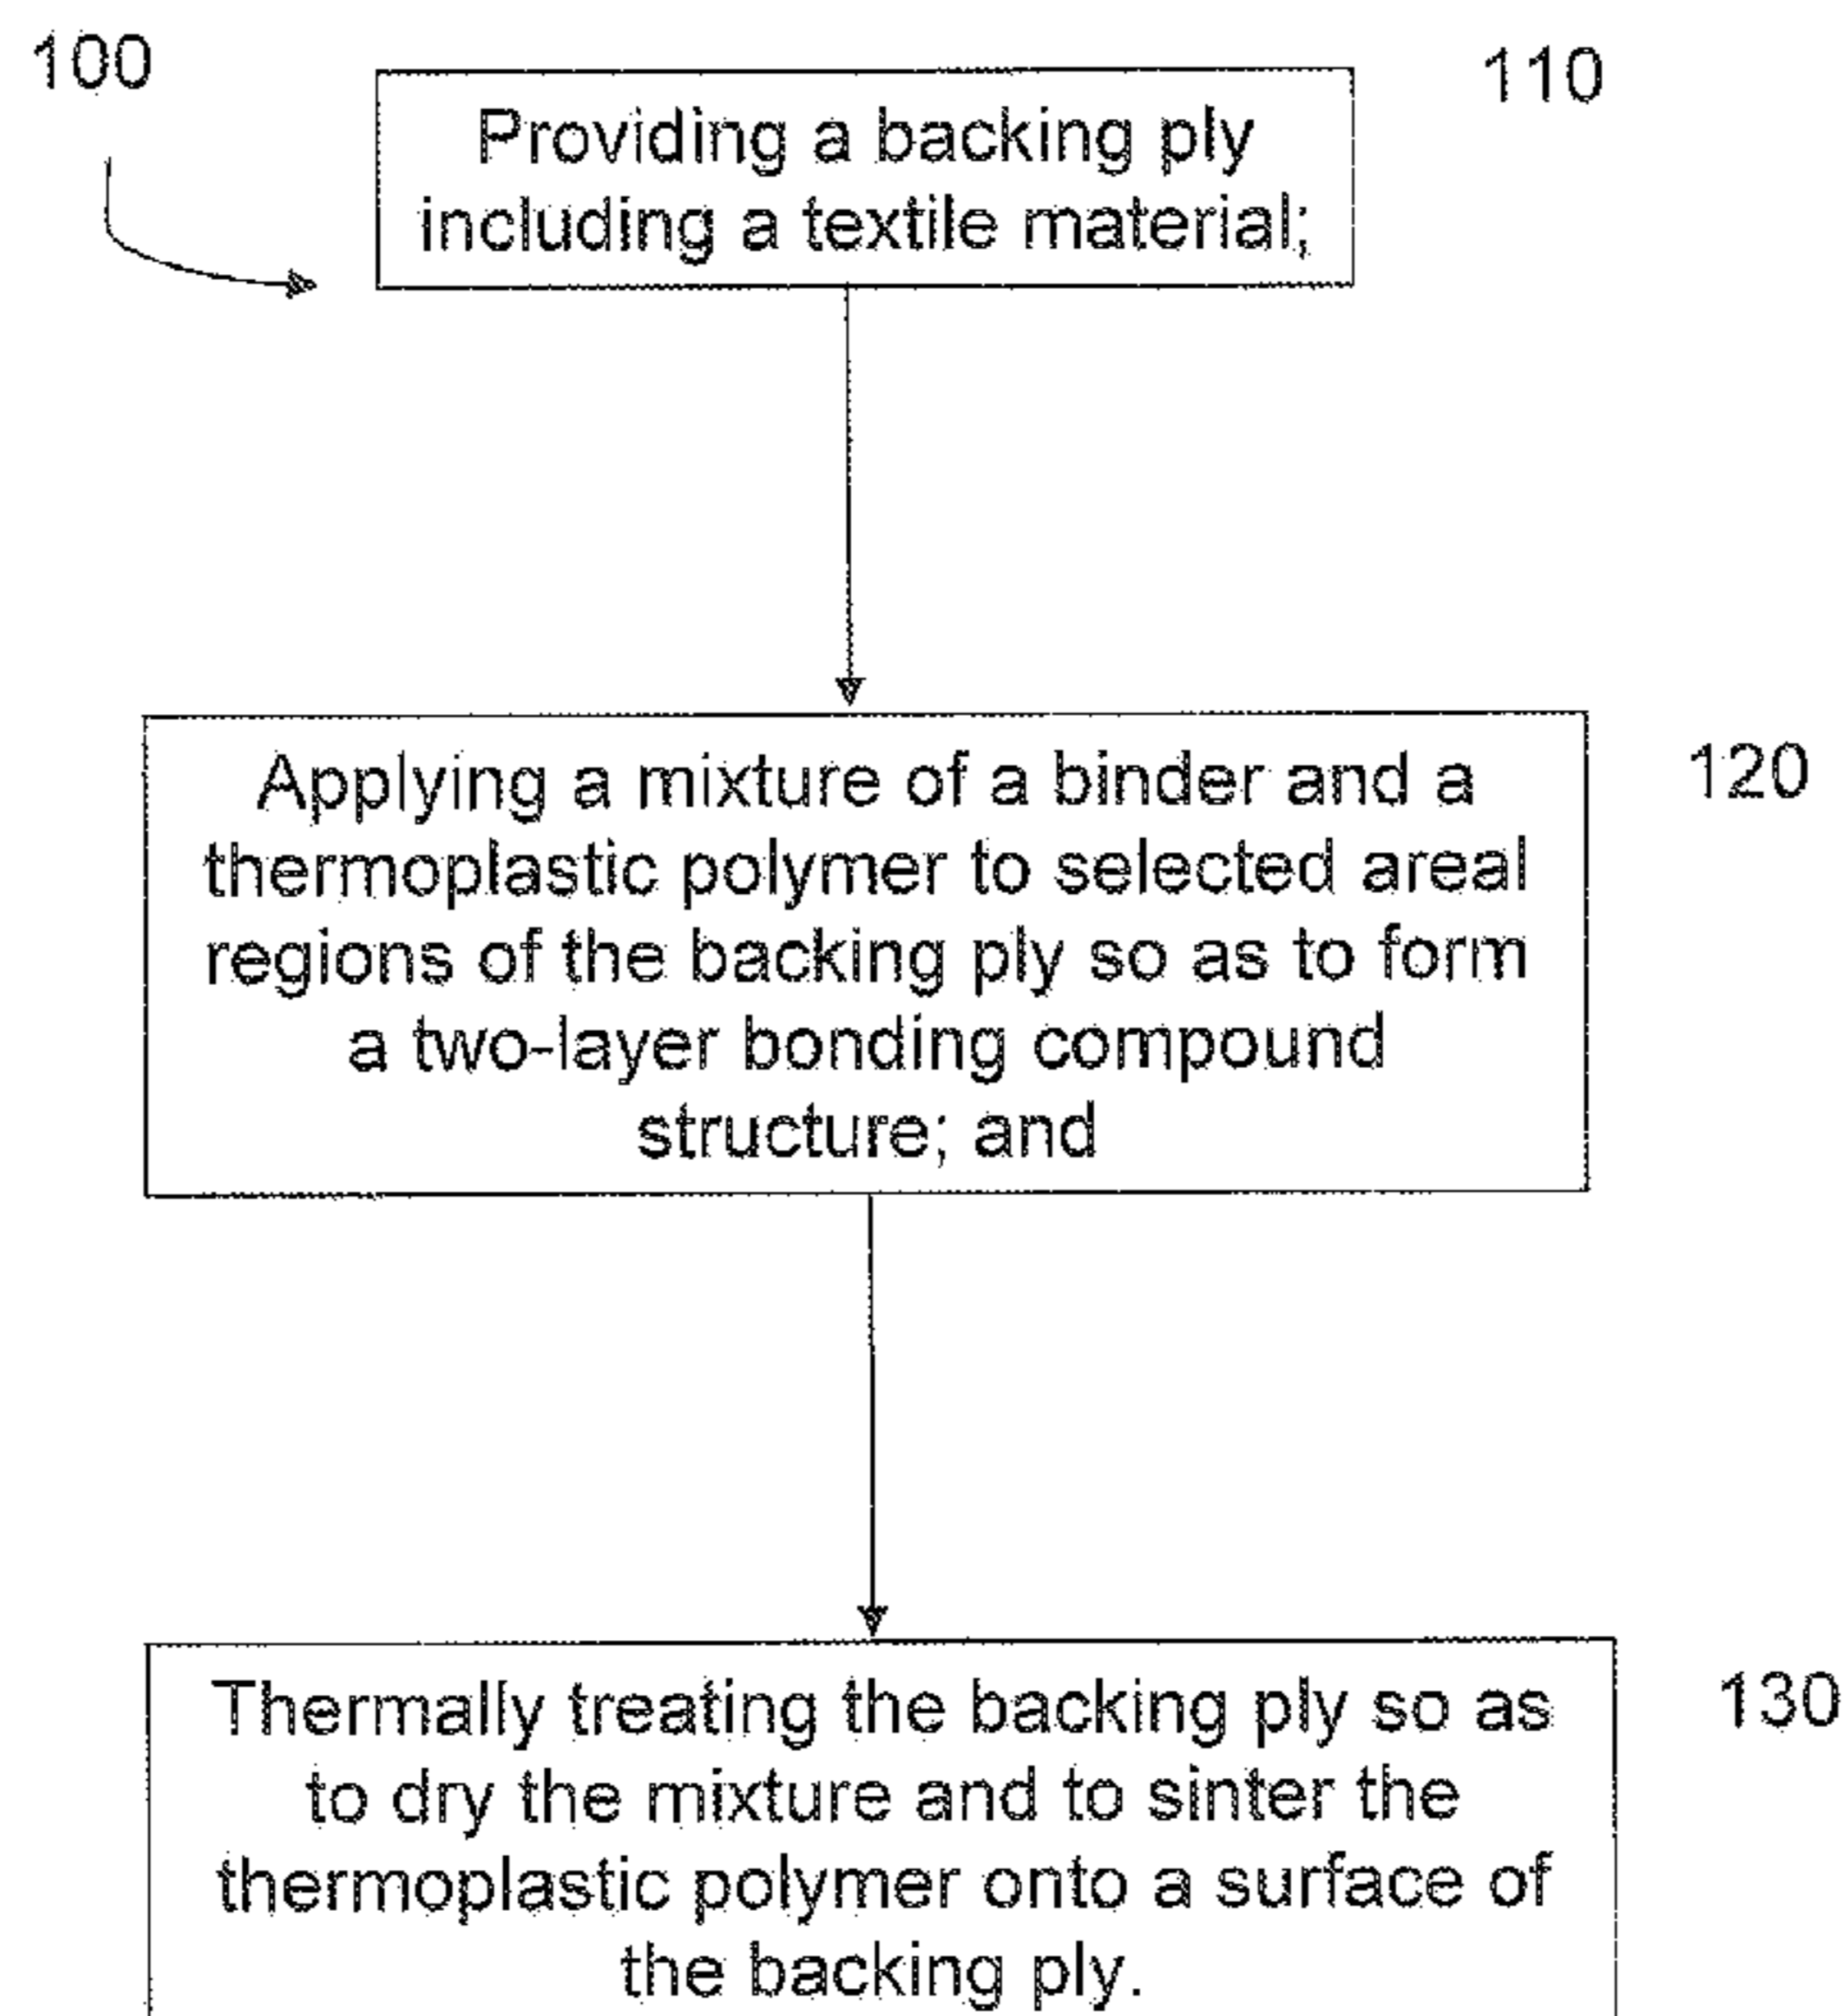 100
110
Providing a backing ply
including a textile material;
120
Applying a mixture of a binder and a
thermoplastic polymer to selected areal
regions of the backing ply so as to form
a two-layer bonding compound
structure; and
130
Thermally treating the backing ply so as
to dry the mixture and to sinter the
thermoplastic polymer onto a surface of
the backing ply.